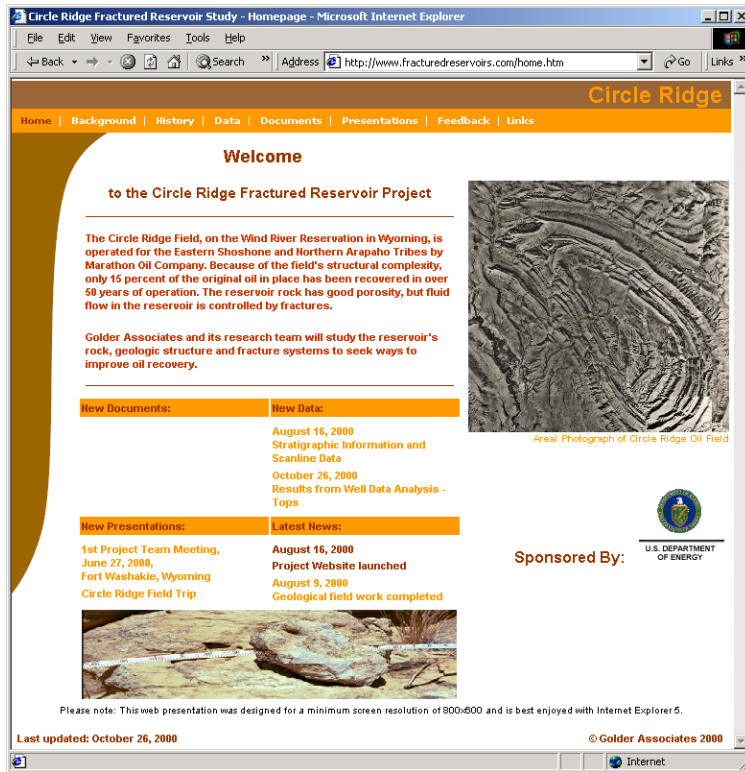 Circle Ridge Fractured Reservoir Study - Homepage - Microsoft Internet Explorer
File Edit View Favorites Tools Help
Back Search » Address http://www.fracturedreservoirs.com/home.htm Go Links »
Circle Ridge
Home | Background | History | Data | Documents | Presentations | Feedback | Links
Welcome
to the Circle Ridge Fractured Reservoir Project
The Circle Ridge Field, on the Wind River Reservation in Wyoming, is
operated for the Eastern Shoshone and Northern Arapaho Tribes by
Marathon Oil Company. Because of the field's structural complexity,
only 15 percent of the original oil in place has been recovered in over
50 years of operation. The reservoir rock has good porosity, but fluid
flow in the reservoir is controlled by fractures.
Golder Associates and its research team will study the reservoir's
rock, geologic structure and fracture systems to seek ways to
improve oil recovery.
Areal Photograph of Circle Ridge Oil Field
New Documents:
New Data:
August 16, 2000
Stratigraphic Information and
Scanline Data
October 26, 2000
Results from Well Data Analysis -
Tops
New Presentations:
1st Project Team Meeting,
June 27, 2000,
Fort Washakie, Wyoming
Circle Ridge Field Trip
Latest News:
August 16, 2000
Project Website launched
August 9, 2000
Geological field work completed
Sponsored By:
U.S. DEPARTMENT
OF ENERGY
Please note: This web presentation was designed for a minimum screen resolution of 800x600 and is best enjoyed with Internet Explorer 5.
Last updated: October 26, 2000
© Golder Associates 2000
Internet